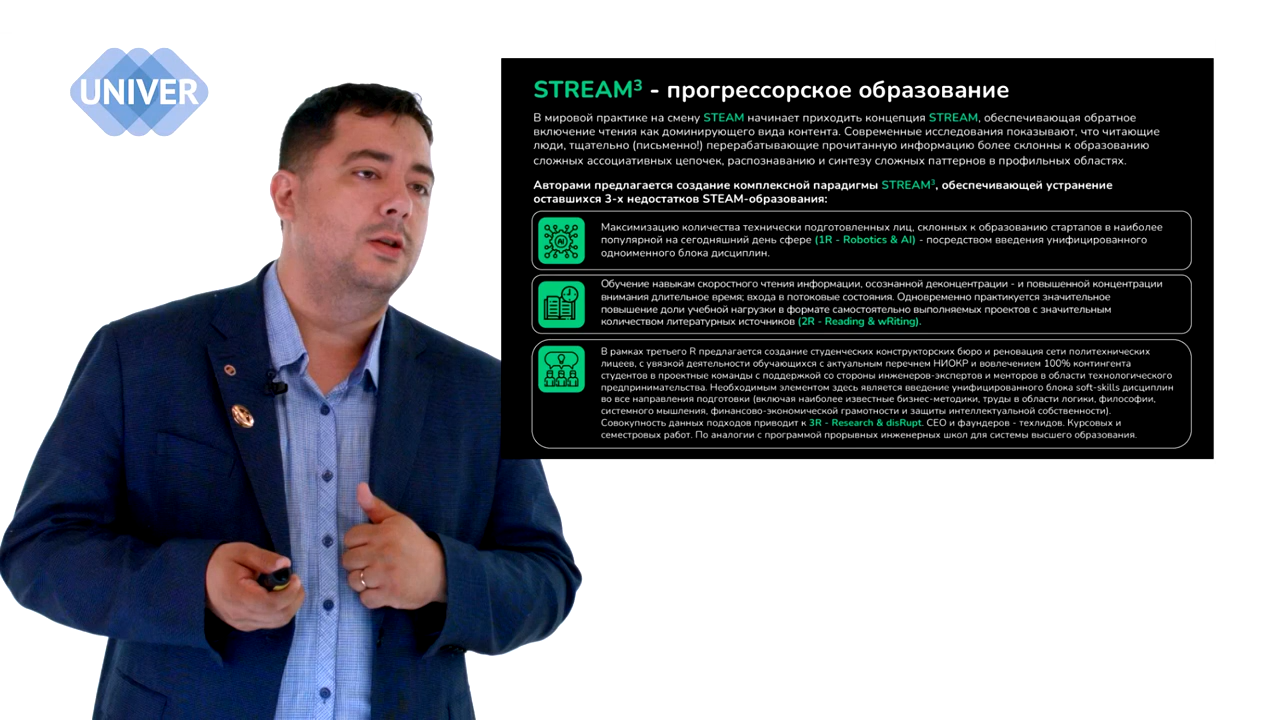 UNIVER
STREAM³ - прогрессорское образование
В мировой практике на смену STEAM начинает приходить концепция STREAM, обеспечивающая обратное
включение чтения как доминирующего вида контента. Современные исследования показывают, что читающие
люди, тщательно (письменно!) перерабатывающие прочитанную информацию более склонны к образованию
сложных ассоциативных цепочек, распознаванию и синтезу сложных паттернов в профильных областях.
Авторами предлагается создание комплексной парадигмы STREAM³, обеспечивающей устранение
оставшихся 3-х недостатков STEAM-образования:
Максимизацию количества технически подготовленных лиц, склонных к образованию стартапов в наиболее
популярной на сегодняшний день сфере (1R - Robotics & AI) - посредством введения унифицированного
одноименного блока дисциплин.
Обучение навыкам скоростного чтения информации, осознанной деконцентрации - и повышенной концентрации
внимания длительное время; входа в потоковые состояния. Одновременно практикуется значительное
повышение доли учебной нагрузки в формате самостоятельно выполняемых проектов с значительным
количеством литературных источников (2R - Reading & wRiting).
В рамках третьего R предлагается создание студенческих конструкторских бюро и реновация сети политехнических
лицеев, с увязкой деятельности обучающихся с актуальным перечнем НИОКР и вовлечением 100% контингента
студентов в проектные команды с поддержкой со стороны инженеров-экспертов и менторов в области технологического
предпринимательства. Необходимым элементом здесь является введение унифицированного блока soft-skills дисциплин
во все направления подготовки (включая наиболее известные бизнес-методики, труды в области логики, философии,
системного мышления, финансово-экономической грамотности и защиты интеллектуальной собственности).
Совокупность данных подходов приводит к 3R - Research & disRupt. CEO и фаундеров - техлидов. Курсовых и
семестровых работ. По аналогии с программой прорывных инженерных школ для системы высшего образования.